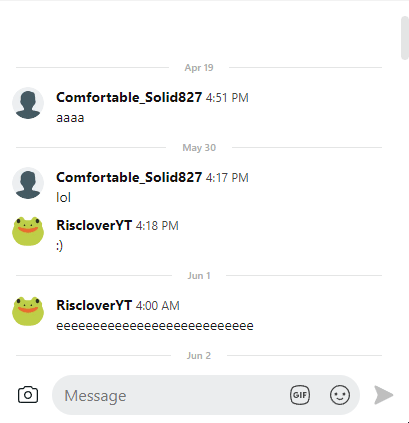 Apr 19
Comfortable_Solid827 4:51 PM
aaaa
May 30
Comfortable_Solid827 4:17 PM
lol
RiscloverYT 4:18 PM
:)
Jun 1
RiscloverYT 4:00 AM
eeeeeeeeeeeeeeeeeeeeeeeeeee
Jun 2
Message
GIF